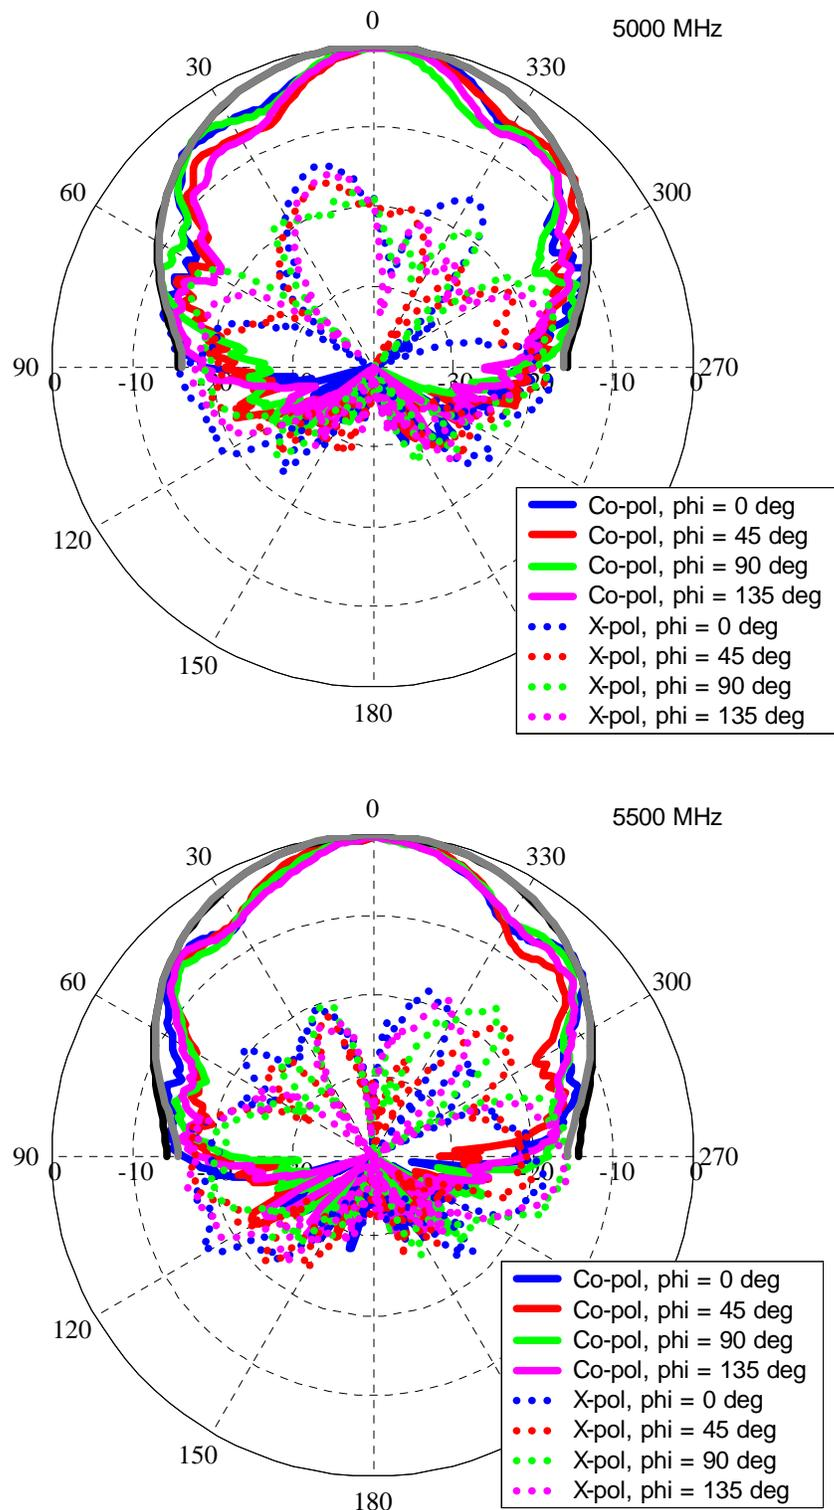 0
5000 MHz
30
330
60
300
90
0
-10
-20
-30
-20
-10
0
270
120
150
180
Co-pol, phi = 0 deg
Co-pol, phi = 45 deg
Co-pol, phi = 90 deg
Co-pol, phi = 135 deg
X-pol, phi = 0 deg
X-pol, phi = 45 deg
X-pol, phi = 90 deg
X-pol, phi = 135 deg
0
5500 MHz
30
330
60
300
90
0
-10
-20
-10
0
270
120
150
180
Co-pol, phi = 0 deg
Co-pol, phi = 45 deg
Co-pol, phi = 90 deg
Co-pol, phi = 135 deg
X-pol, phi = 0 deg
X-pol, phi = 45 deg
X-pol, phi = 90 deg
X-pol, phi = 135 deg